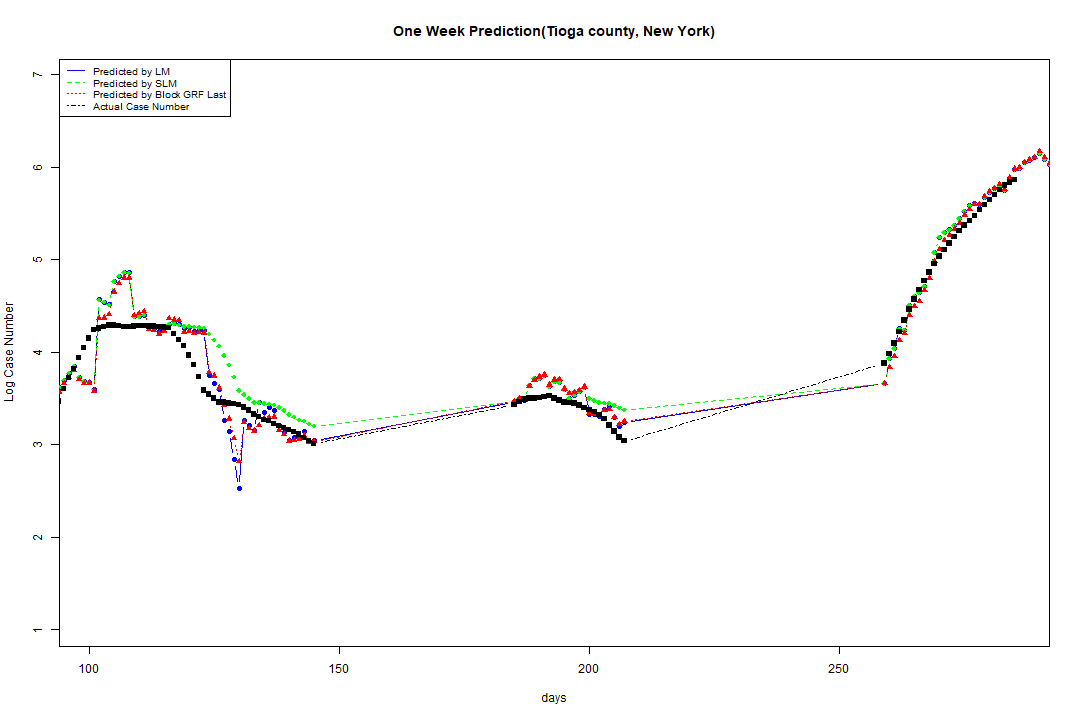 One Week Prediction(Tioga county, New York)
Predicted by LM
Predicted by SLM
Predicted by Block GRF Last
Actual Case Number
7
6
5
4
3
2
1
Log Case Number
100 150 200 250
days